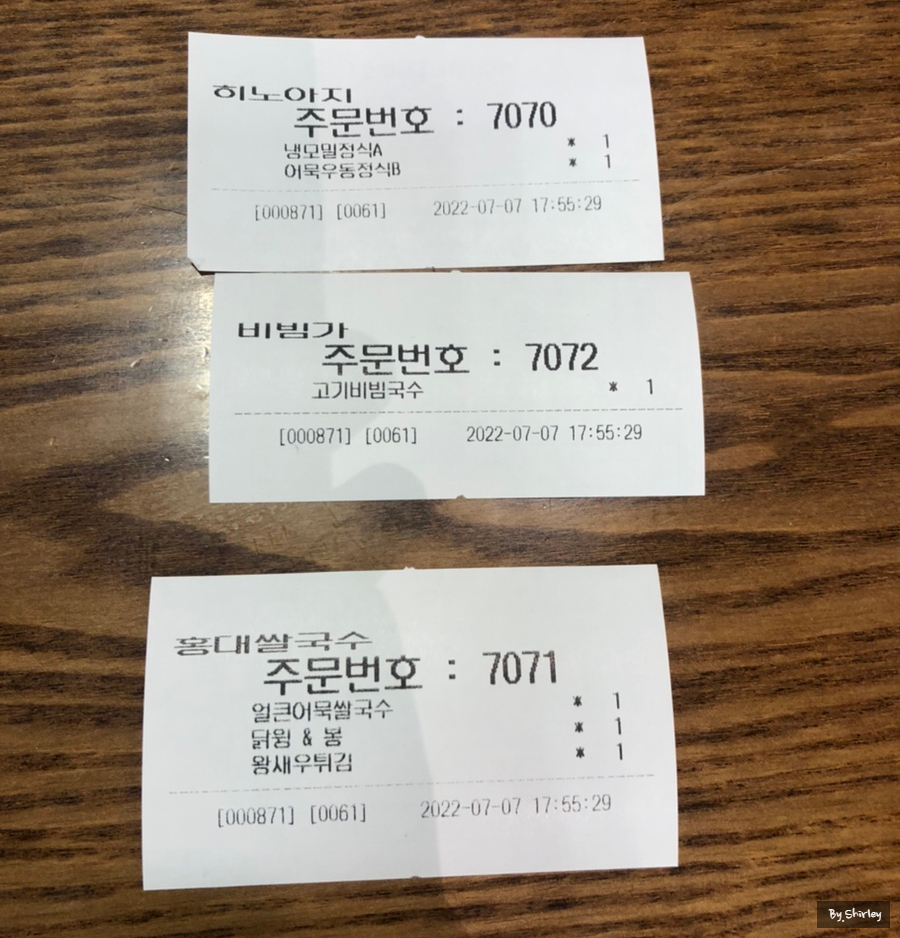 히노아지
주문번호 : 7070
냉모밀정식A * 1
어묵우동정식B * 1
[000871] [0061] 2022-07-07 17:55:29
비빔가
주문번호 : 7072
고기비빔국수 * 1
[000871] [0061] 2022-07-07 17:55:29
홍대쌀국수
주문번호 : 7071
얼큰어묵쌀국수 * 1
닭윙 & 봉 * 1
왕새우튀김 * 1
[000871] [0061] 2022-07-07 17:55:29
By.Shirley